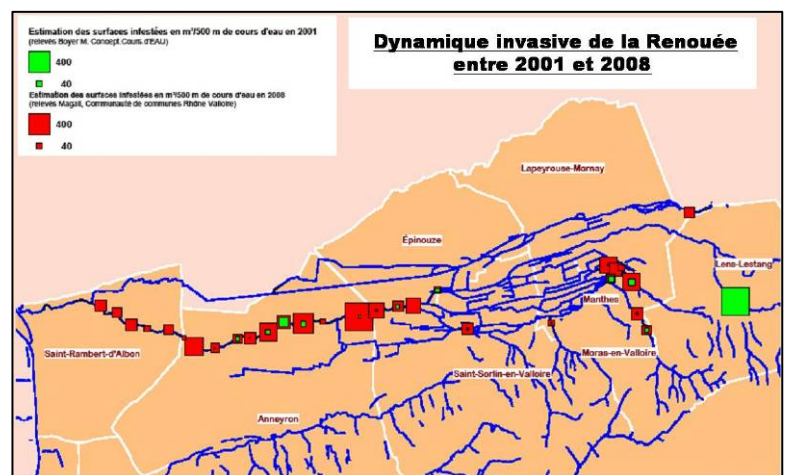 Estimation des surfaces infestées en m²/500 m de cours d'eau en 2001
(relevés Boyer M. Concept.Cours.d'EAU)
400
40
Estimation des surfaces infestées en m²/500 m de cours d'eau en 2008
(relevés Magali, Communauté de communes Rhône Valloire)
400
40
Dynamique invasive de la Renouée
entre 2001 et 2008
Lapeyrouse-Mornay
Épinouze
Lens-Lestang
Manthes
Saint-Rambert-d'Albon
Moras-en-Valloire
Saint-Sorlin-en-Valloire
Anneyron